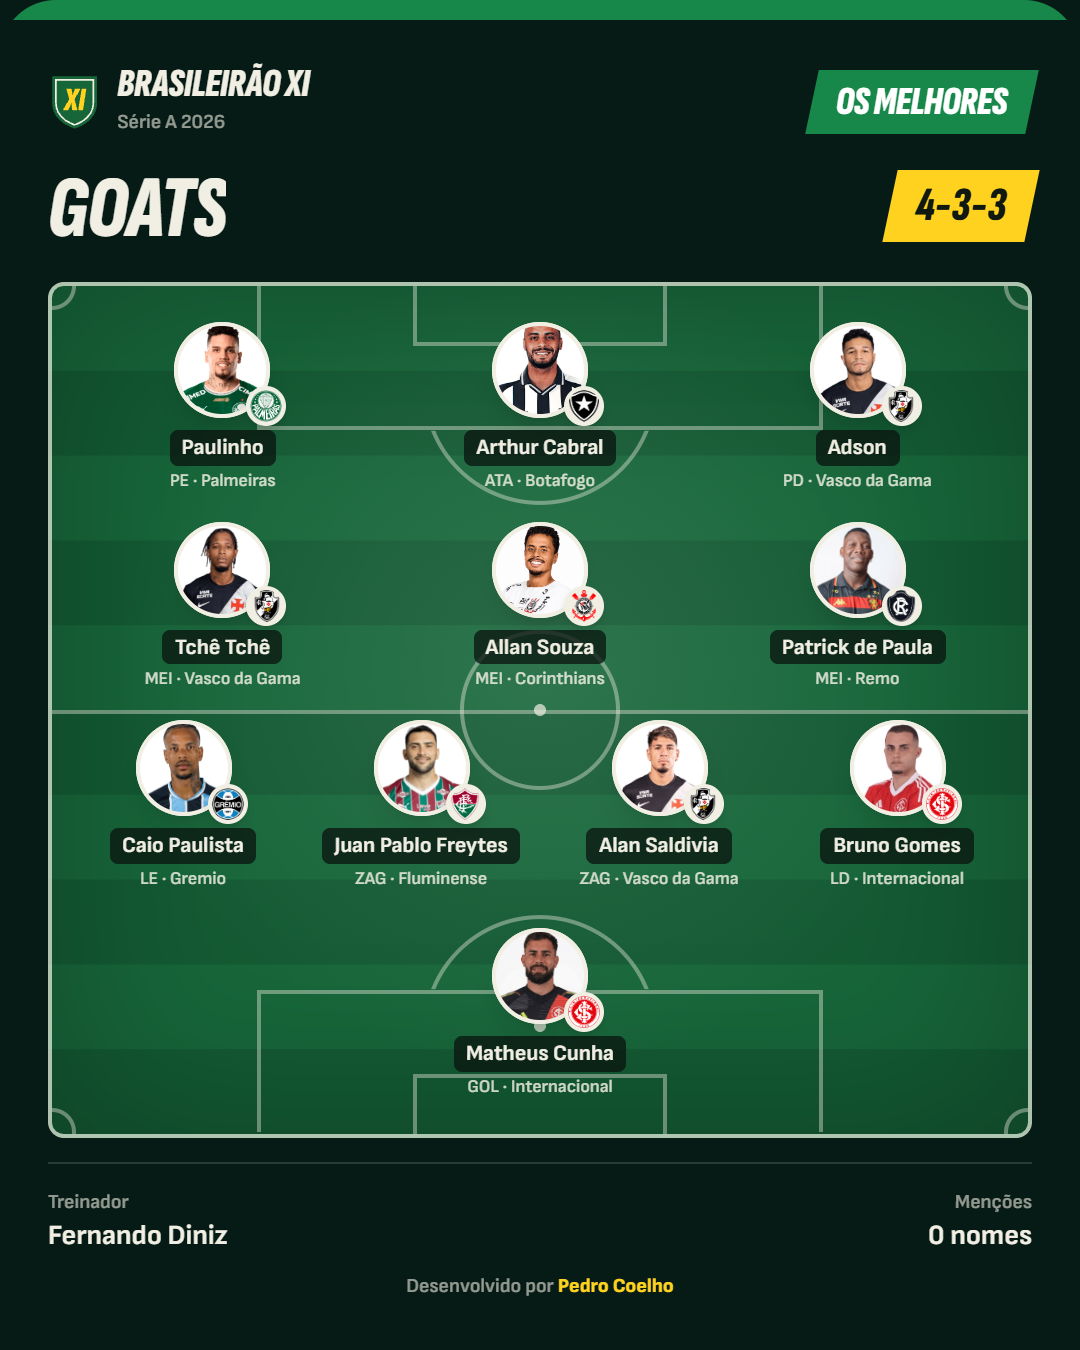 XI
BRASILEIRÃO XI
Série A 2026
OS MELHORES
GOATS
4-3-3
PALMEIRAS
Paulinho
Arthur Cabral
Adson
PE · Palmeiras
ATA · Botafogo
PD · Vasco da Gama
Tchê Tchê
Allan Souza
Patrick de Paula
MEI · Vasco da Gama
MEI · Corinthians
MEI · Remo
GRÊMIO
Caio Paulista
Juan Pablo Freytes
Alan Saldivia
Bruno Gomes
LE · Gremio
ZAG · Fluminense
ZAG · Vasco da Gama
LD · Internacional
Matheus Cunha
GOL · Internacional
Treinador
Menções
Fernando Diniz
0 nomes
Desenvolvido por Pedro Coelho